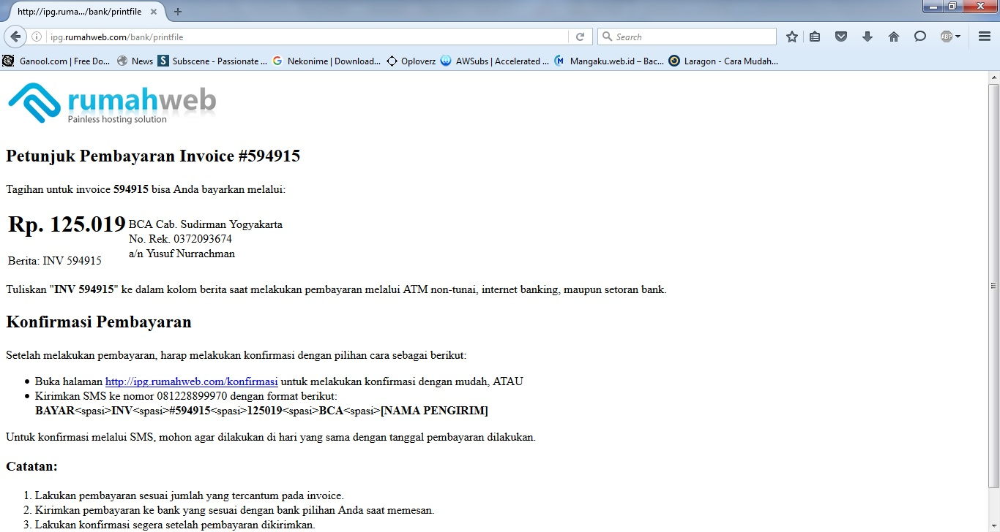 http://ipg.ruma.../bank/printfile
ipg.rumahweb.com/bank/printfile
Search
ABP
Ganool.com | Free Do...
News
Subscene - Passionate ...
Nekonime | Download...
Oploverz
AWSubs | Accelerated ...
Mangaku.web.id – Bac...
Laragon - Cara Mudah...
rumahweb
Painless hosting solution
Petunjuk Pembayaran Invoice #594915
Tagihan untuk invoice 594915 bisa Anda bayarkan melalui:
Rp. 125.019
Berita: INV 594915
BCA Cab. Sudirman Yogyakarta
No. Rek. 0372093674
a/n Yusuf Nurrachman
Tuliskan "INV 594915" ke dalam kolom berita saat melakukan pembayaran melalui ATM non-tunai, internet banking, maupun setoran bank.
Konfirmasi Pembayaran
Setelah melakukan pembayaran, harap melakukan konfirmasi dengan pilihan cara sebagai berikut:
• Buka halaman http://ipg.rumahweb.com/konfirmasi untuk melakukan konfirmasi dengan mudah, ATAU
• Kirimkan SMS ke nomor 081228899970 dengan format berikut:
BAYAR<spasi>INV<spasi>#594915<spasi>125019<spasi>BCA<spasi>[NAMA PENGIRIM]
Untuk konfirmasi melalui SMS, mohon agar dilakukan di hari yang sama dengan tanggal pembayaran dilakukan.
Catatan:
1. Lakukan pembayaran sesuai jumlah yang tercantum pada invoice.
2. Kirimkan pembayaran ke bank yang sesuai dengan bank pilihan Anda saat memesan.
3. Lakukan konfirmasi segera setelah pembayaran dikirimkan.